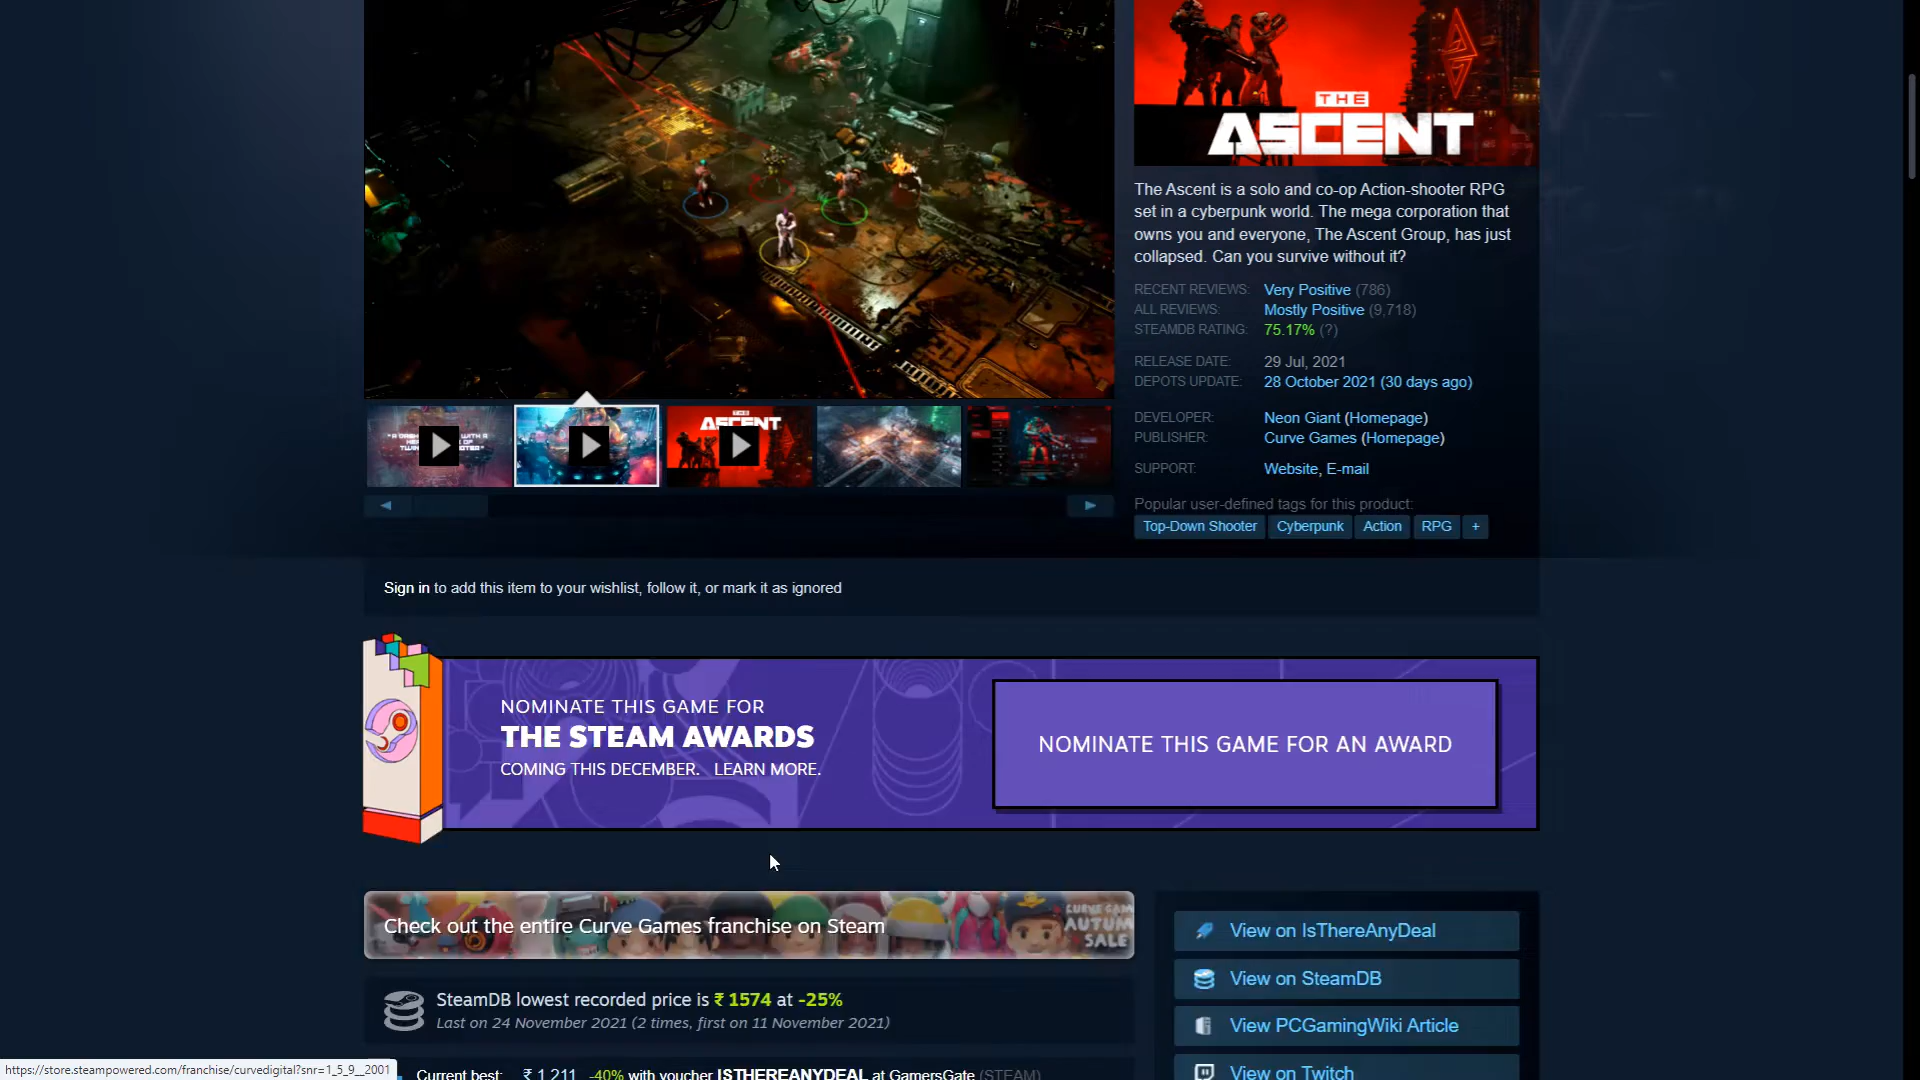 THE
ASCENT
The Ascent is a solo and co-op Action-shooter RPG
set in a cyberpunk world. The mega corporation that
owns you and everyone, The Ascent Group, has just
collapsed. Can you survive without it?
RECENT REVIEWS: Very Positive (786)
ALL REVIEWS: Mostly Positive (9,718)
STEAMDB RATING: 75.17% (?)
RELEASE DATE: 29 Jul, 2021
DEPOTS UPDATE: 28 October 2021 (30 days ago)
DEVELOPER: Neon Giant (Homepage)
PUBLISHER: Curve Games (Homepage)
SUPPORT: Website, E-mail
Popular user-defined tags for this product:
Top-Down Shooter Cyberpunk Action RPG +
THE
ASCENT
Sign in to add this item to your wishlist, follow it, or mark it as ignored
NOMINATE THIS GAME FOR
THE STEAM AWARDS
COMING THIS DECEMBER. LEARN MORE.
NOMINATE THIS GAME FOR AN AWARD
Check out the entire Curve Games franchise on Steam
CURVE GAM
AUTUM
SALE
SteamDB lowest recorded price is ₹ 1574 at -25%
Last on 24 November 2021 (2 times, first on 11 November 2021)
Current best: ₹ 1,211 -40% with voucher ISTHEREANYDEAL at GamersGate (STEAM)
View on IsThereAnyDeal
View on SteamDB
View PCGamingWiki Article
View on Twitch
https://store.steampowered.com/franchise/curvedigital?snr=1_5_9__2001